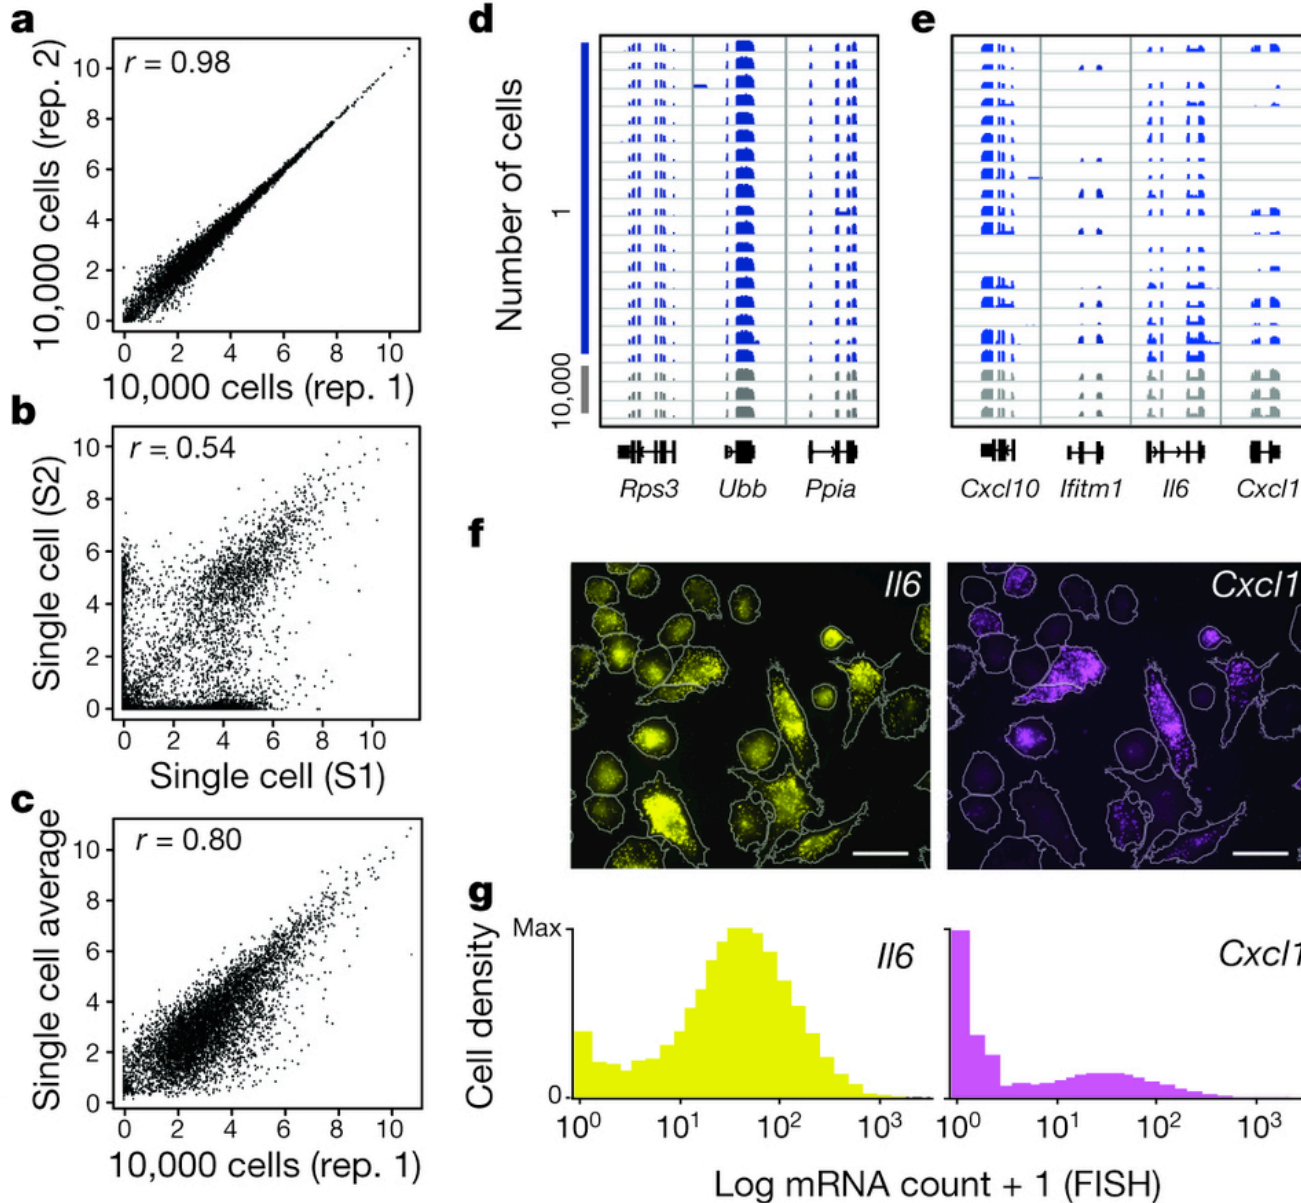 a
r = 0.98
10,000 cells (rep. 2)
10
8
6
4
2
0
0 2 4 6 8 10
10,000 cells (rep. 1)
b
r = 0.54
Single cell (S2)
10
8
6
4
2
0
0 2 4 6 8 10
Single cell (S1)
c
r = 0.80
Single cell average
10
8
6
4
2
0
0 2 4 6 8 10
10,000 cells (rep. 1)
d
Number of cells
1
10,000
Rps3 Ubb Ppia
e
Cxcl10 Ifitm1 Il6 Cxcl1
f
Il6
Cxcl1
g
Cell density
Max
0
Il6
Cxcl1
10⁰ 10¹ 10² 10³
10⁰ 10¹ 10² 10³
Log mRNA count + 1 (FISH)